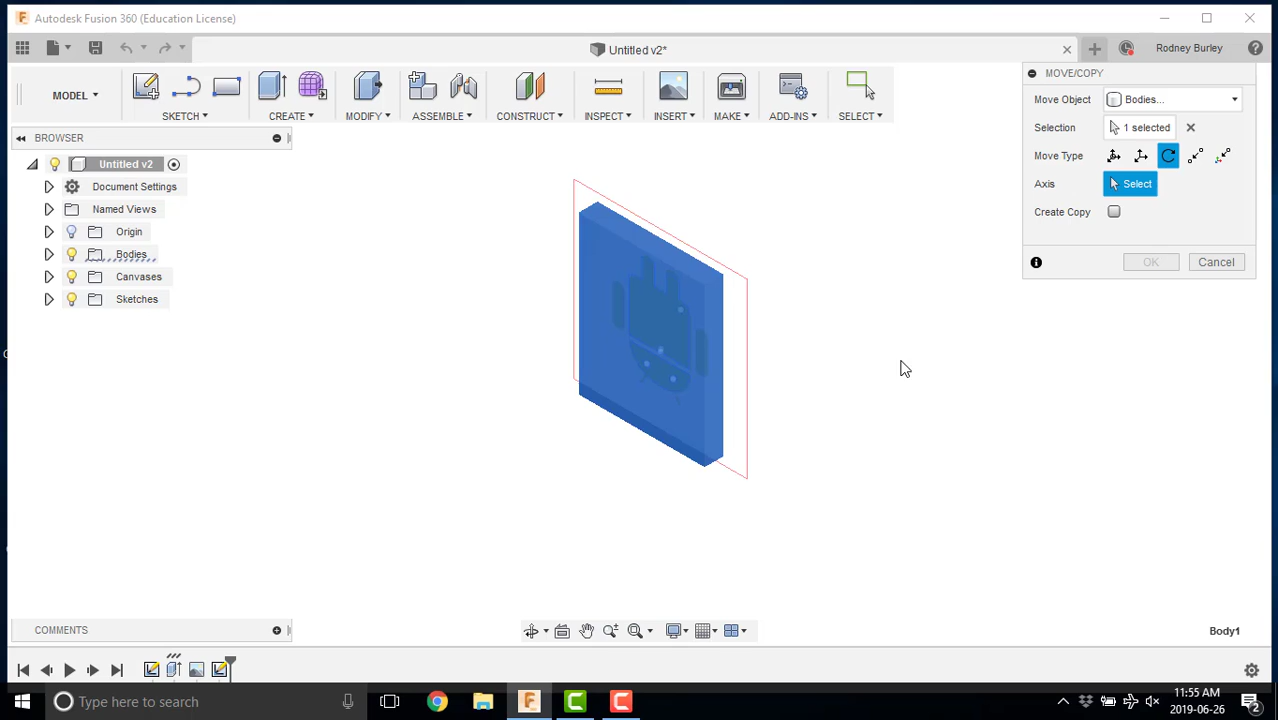 Autodesk Fusion 360 (Education License)
Untitled v2*
Rodney Burley
MODEL
SKETCH
CREATE
MODIFY
ASSEMBLE
CONSTRUCT
INSPECT
INSERT
MAKE
ADD-INS
SELECT
MOVE/COPY
Move Object
Bodies...
Selection
1 selected
Move Type
Axis
Select
Create Copy
OK
Cancel
BROWSER
Untitled v2
Document Settings
Named Views
Origin
Bodies
Canvases
Sketches
COMMENTS
Body1
Type here to search
11:55 AM
2019-06-26
2